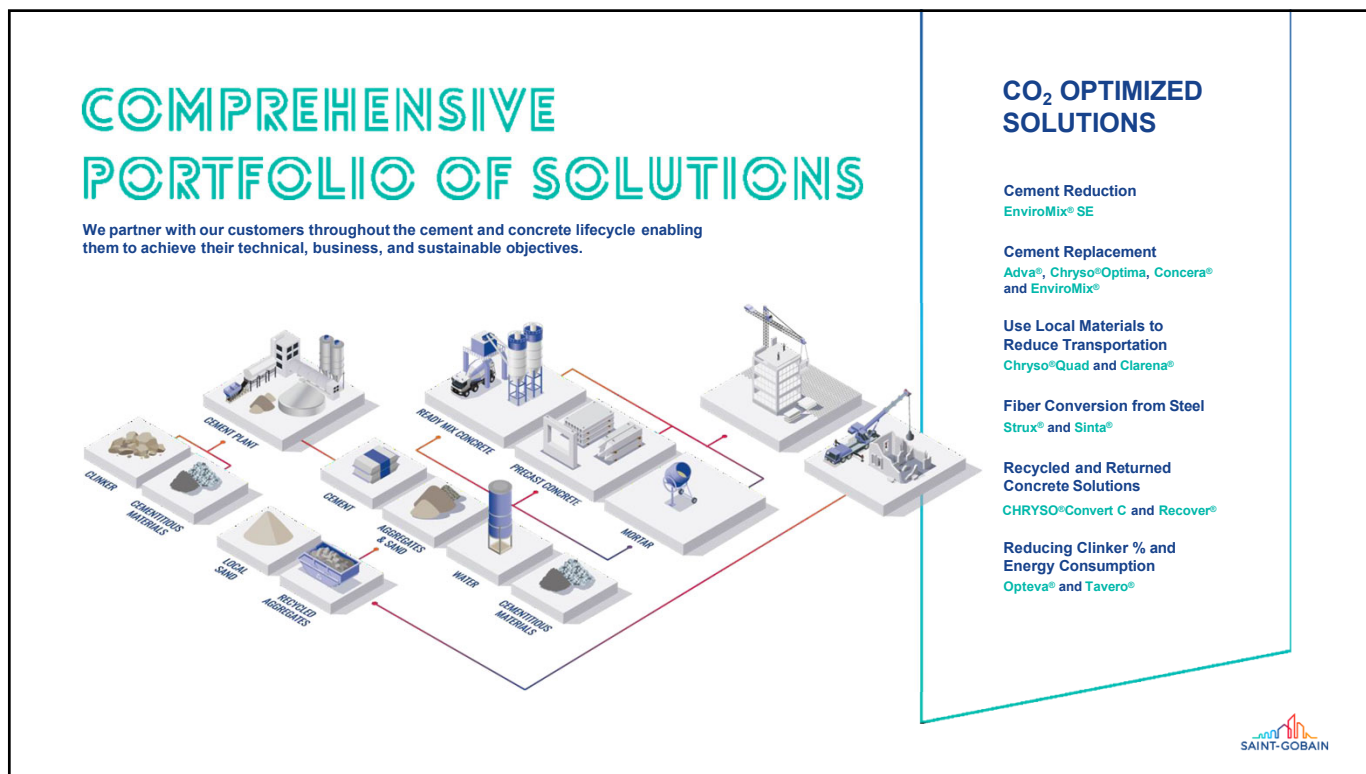 COMPREHENSIVE
PORTFOLIO OF SOLUTIONS
We partner with our customers throughout the cement and concrete lifecycle enabling
them to achieve their technical, business, and sustainable objectives.
CLINKER
CEMENTITIOUS
MATERIALS
CEMENT PLANT
LOCAL
SAND
RECYCLED
AGGREGATES
CEMENT
AGGREGATES
& SAND
WATER
CEMENTITIOUS
MATERIALS
READY MIX CONCRETE
PRECAST CONCRETE
MORTAR
CO₂ OPTIMIZED
SOLUTIONS
Cement Reduction
EnviroMix® SE
Cement Replacement
Adva®, Chryso®Optima, Concera®
and EnviroMix®
Use Local Materials to
Reduce Transportation
Chryso®Quad and Clarena®
Fiber Conversion from Steel
Strux® and Sinta®
Recycled and Returned
Concrete Solutions
CHRYSO®Convert C and Recover®
Reducing Clinker % and
Energy Consumption
Opteva® and Tavero®
SAINT-GOBAIN